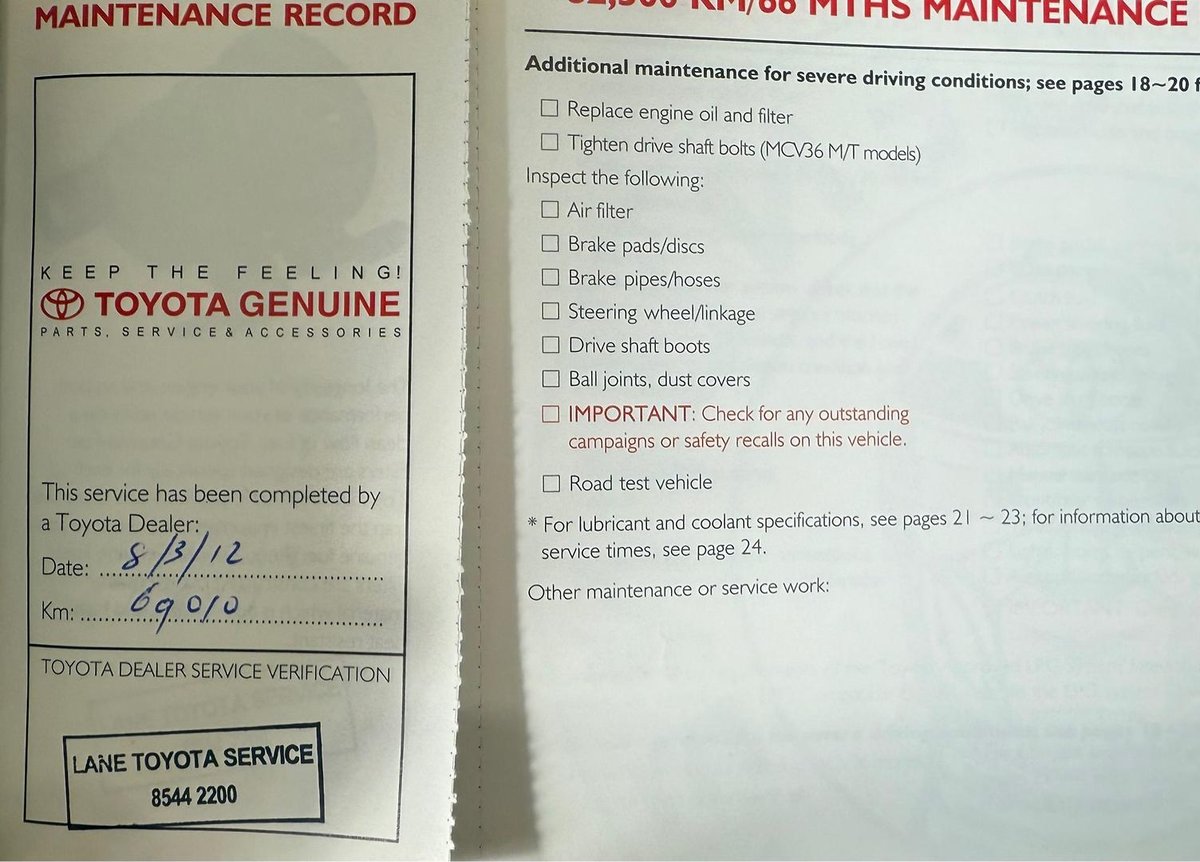 MAINTENANCE RECORD
KEEP THE FEELING!
TOYOTA GENUINE
PARTS, SERVICE & ACCESSORIES
This service has been completed by
a Toyota Dealer:
Date: 8/3/12
Km: 69010
TOYOTA DEALER SERVICE VERIFICATION
LANE TOYOTA SERVICE
8544 2200
KM/66 MTHS MAINTENANCE
Additional maintenance for severe driving conditions; see pages 18~20 f
Replace engine oil and filter
Tighten drive shaft bolts (MCV36 M/T models)
Inspect the following:
Air filter
Brake pads/discs
Brake pipes/hoses
Steering wheel/linkage
Drive shaft boots
Ball joints, dust covers
IMPORTANT: Check for any outstanding
campaigns or safety recalls on this vehicle.
Road test vehicle
* For lubricant and coolant specifications, see pages 21 ~ 23; for information about
service times, see page 24.
Other maintenance or service work: